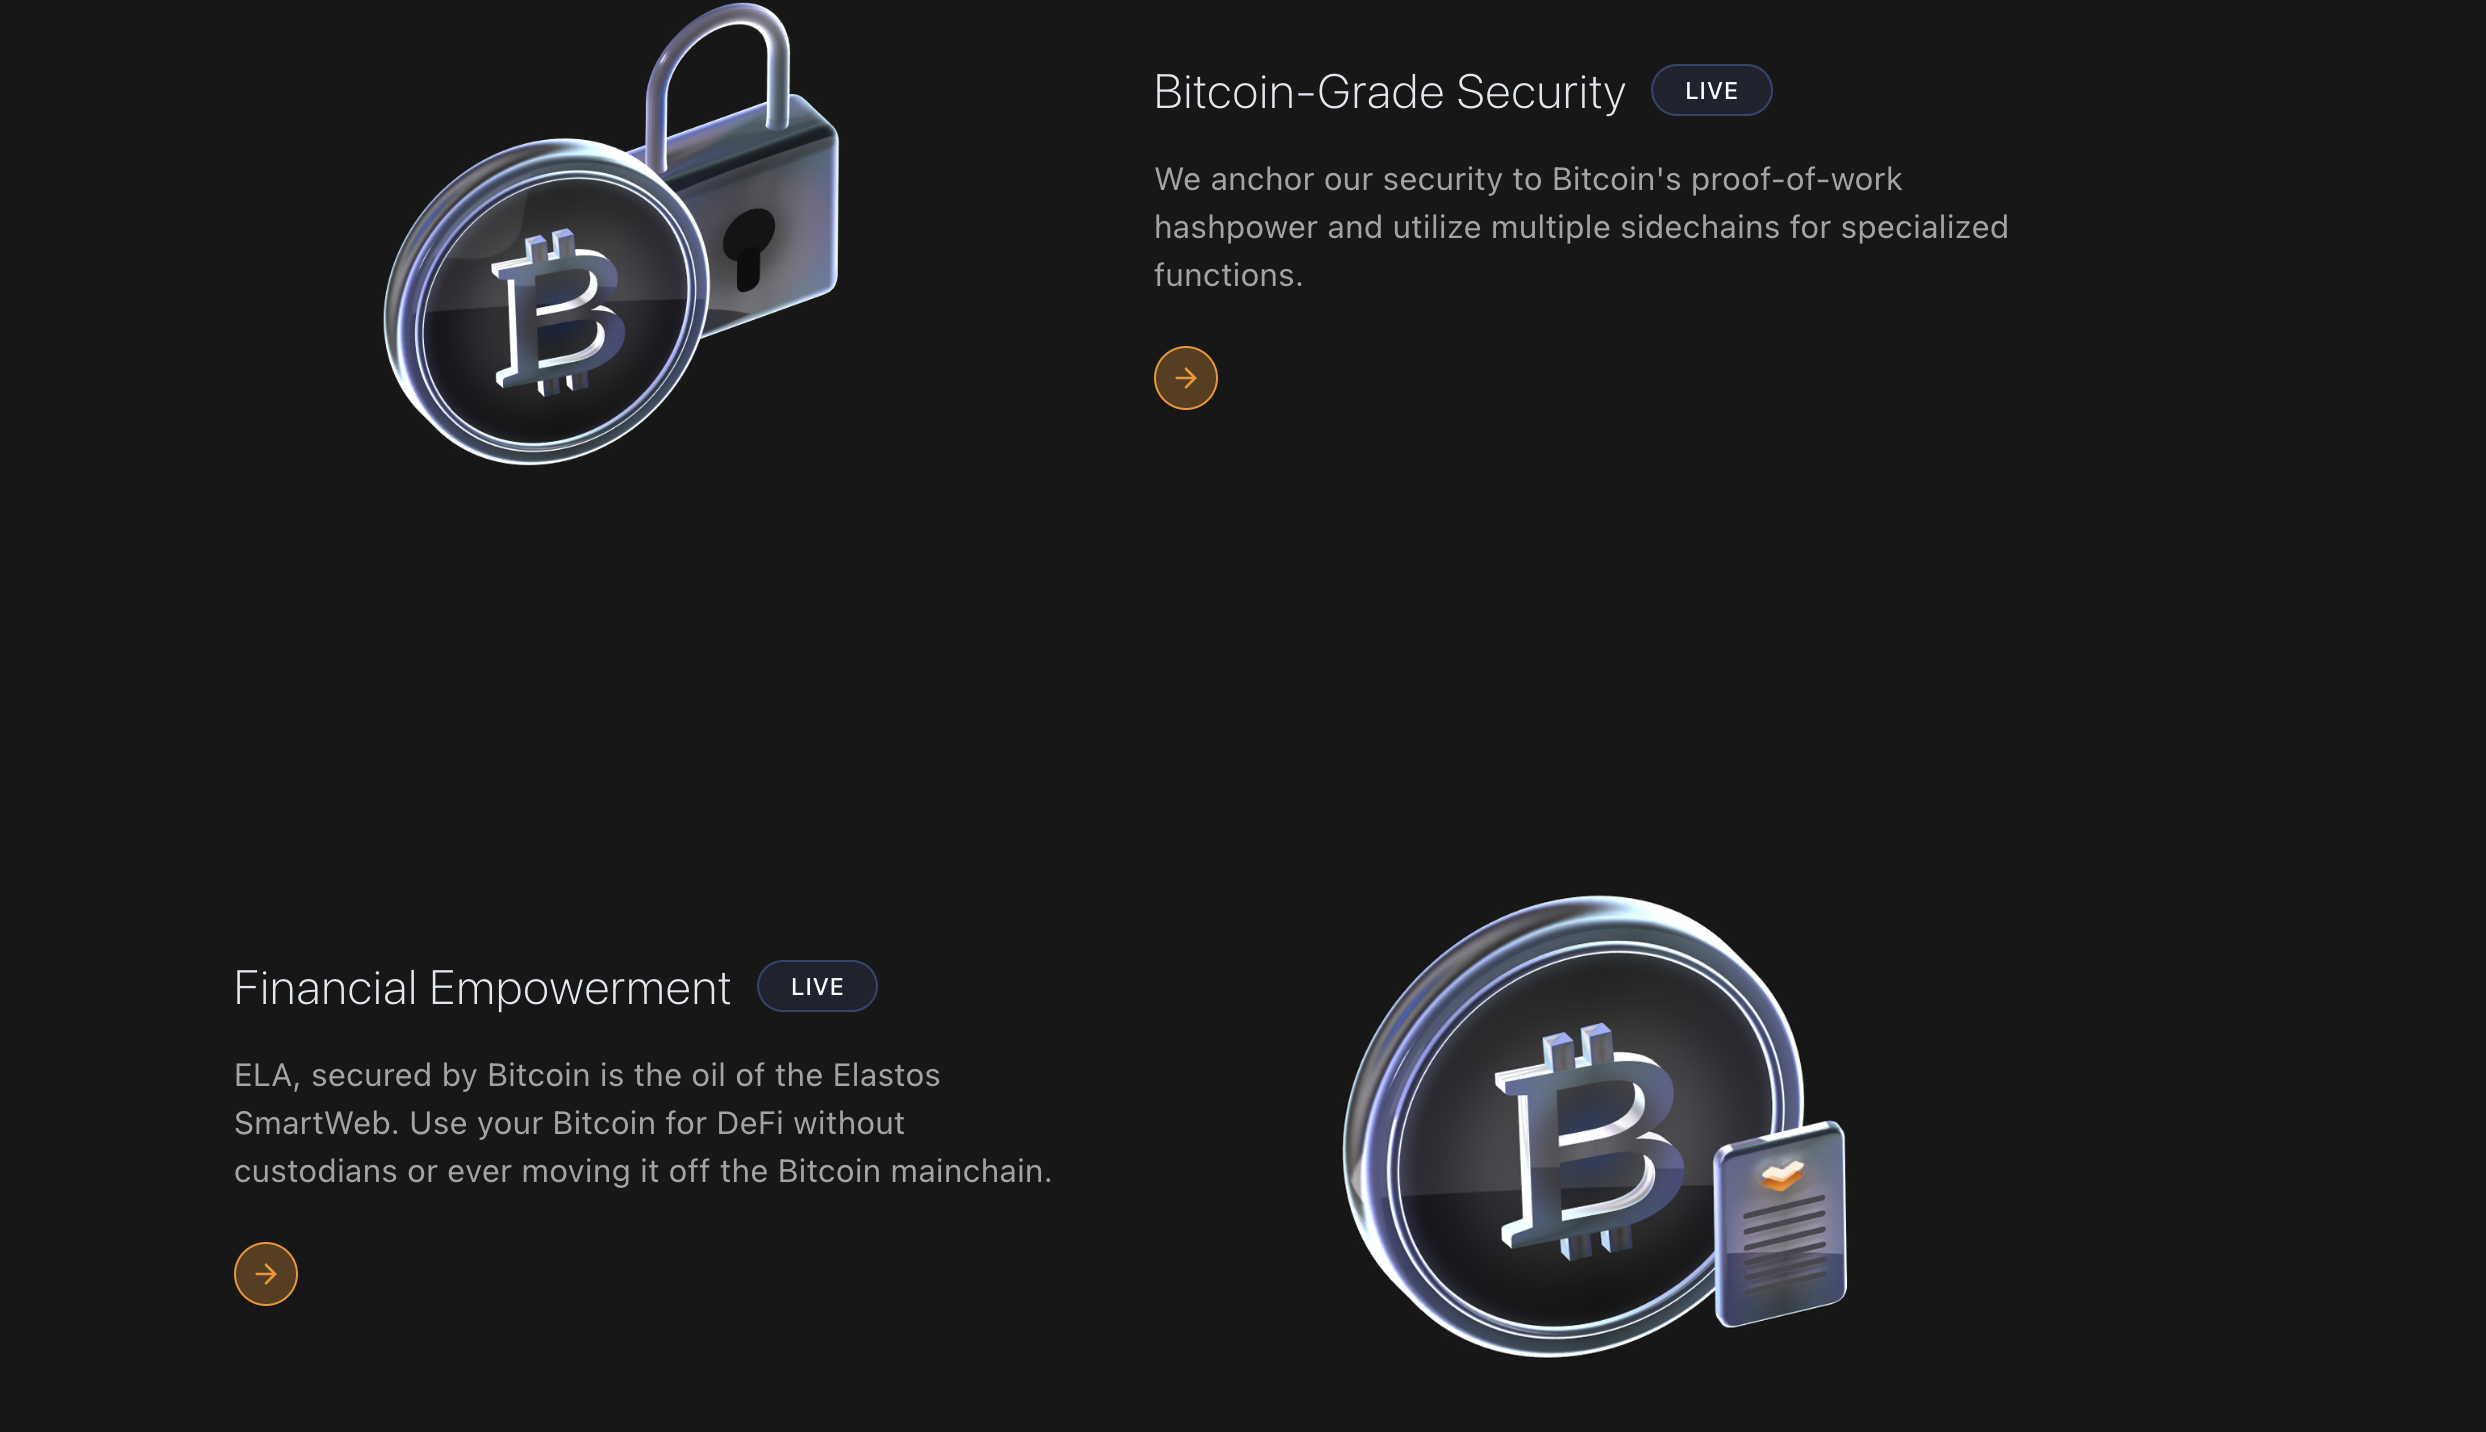 Bitcoin-Grade Security
LIVE
We anchor our security to Bitcoin's proof-of-work
hashpower and utilize multiple sidechains for specialized
functions.
Financial Empowerment
LIVE
ELA, secured by Bitcoin is the oil of the Elastos
SmartWeb. Use your Bitcoin for DeFi without
custodians or ever moving it off the Bitcoin mainchain.